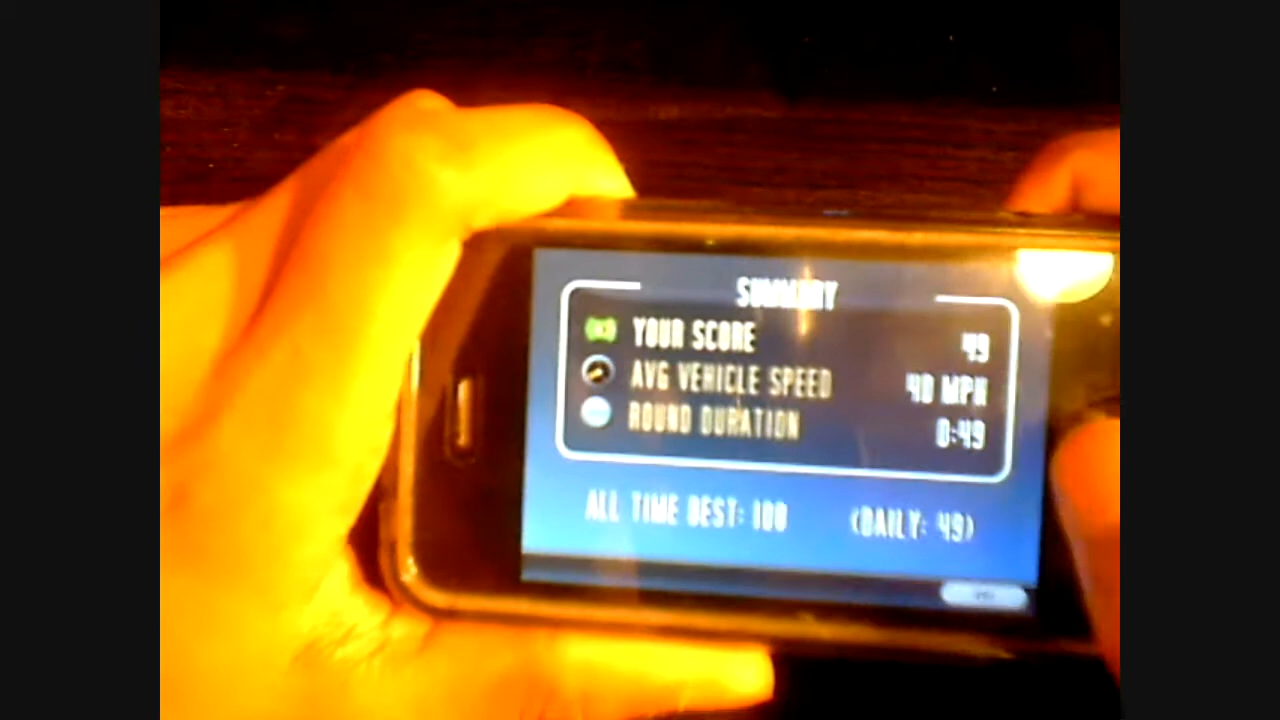 SUMMARY
YOUR SCORE 49
AVG VEHICLE SPEED 40 MPH
ROUND DURATION 0:49
ALL TIME BEST: 100 (DAILY: 49)